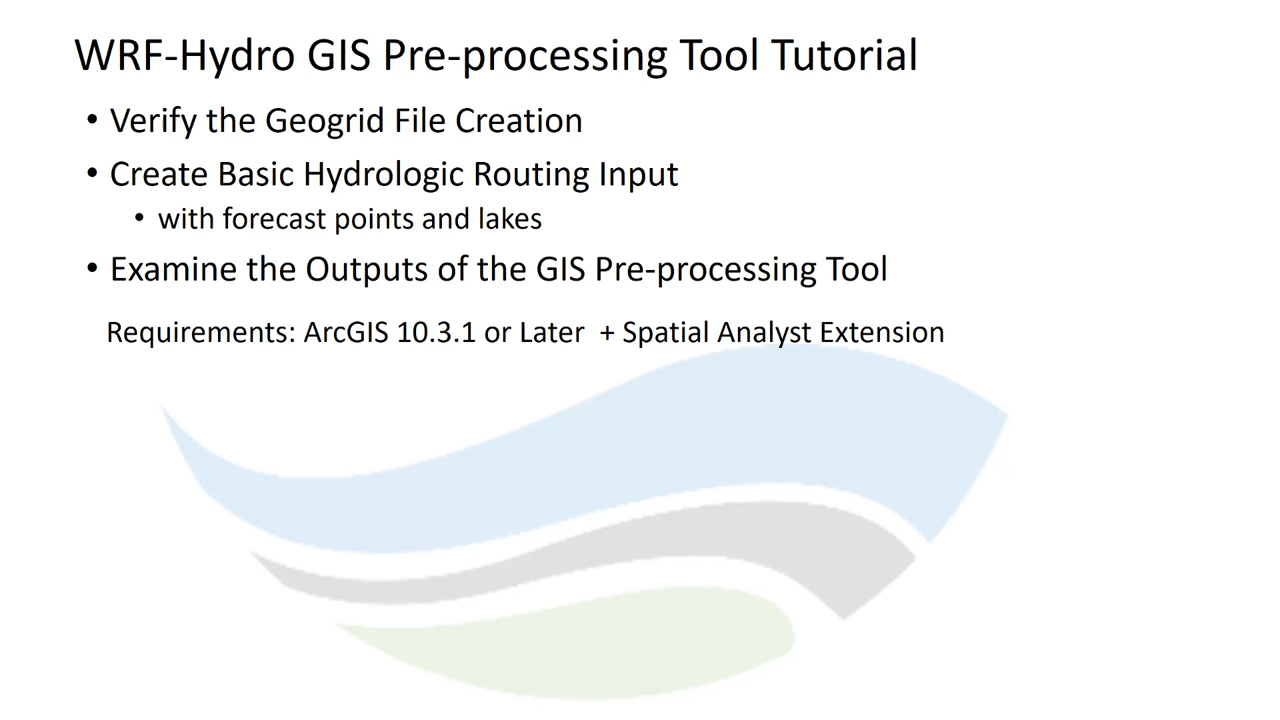 WRF-Hydro GIS Pre-processing Tool Tutorial
• Verify the Geogrid File Creation
• Create Basic Hydrologic Routing Input
• with forecast points and lakes
• Examine the Outputs of the GIS Pre-processing Tool
Requirements: ArcGIS 10.3.1 or Later + Spatial Analyst Extension